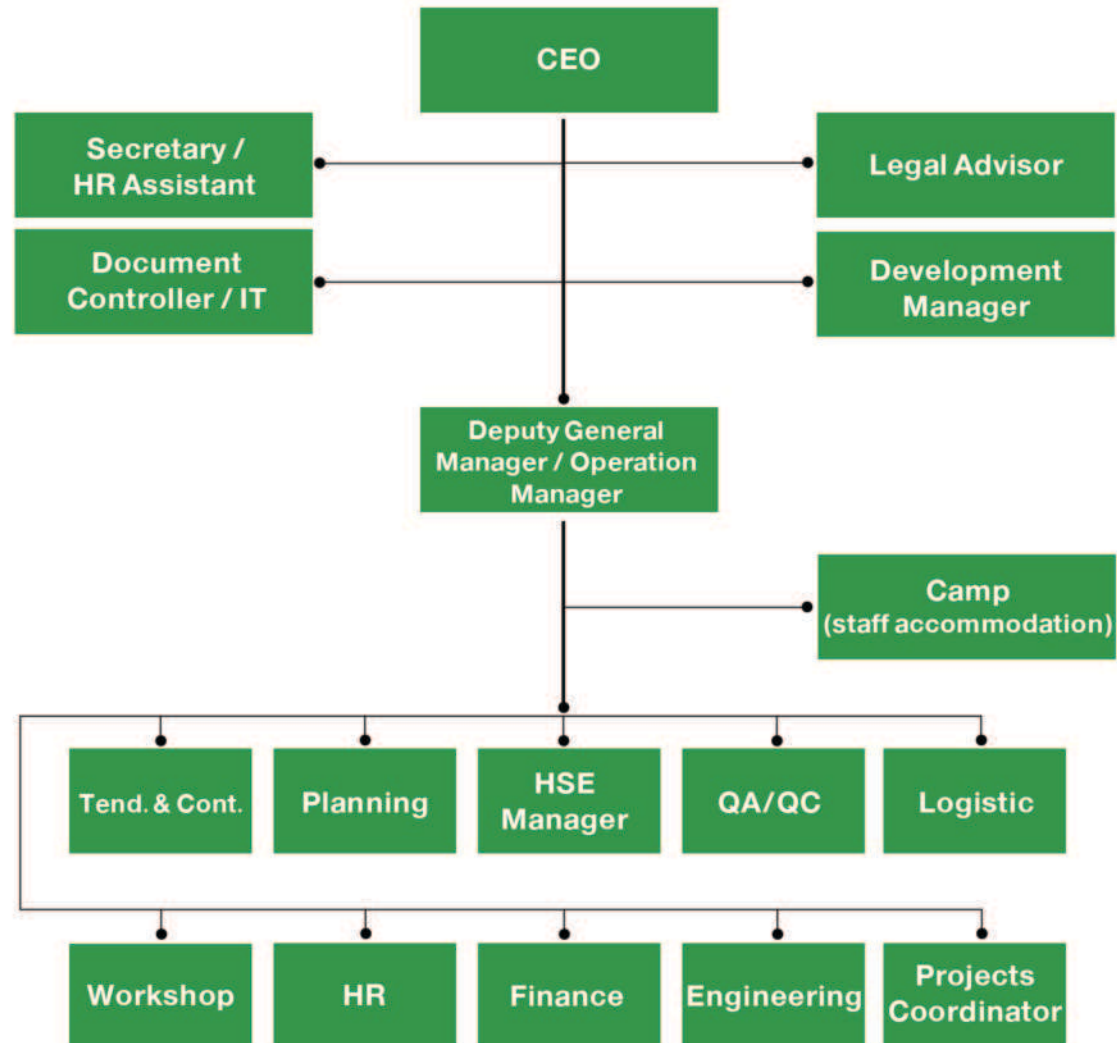 CEO
Secretary /
HR Assistant
Legal Advisor
Document
Controller / IT
Development
Manager
Deputy General
Manager / Operation
Manager
Camp
(staff accommodation)
Tend. & Cont.
Planning
HSE
Manager
QA/QC
Logistic
Workshop
HR
Finance
Engineering
Projects
Coordinator